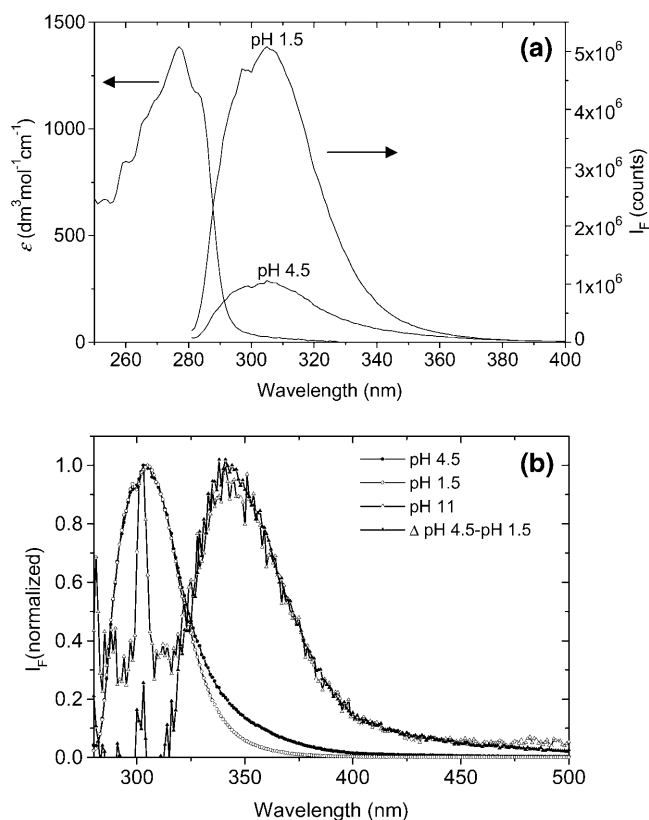 (a)
pH 1.5
pH 4.5
1500
1000
500
0
ε (dm³mol⁻¹cm⁻¹)
5x10⁶
4x10⁶
3x10⁶
2x10⁶
1x10⁶
0
I_F (counts)
260 280 300 320 340 360 380 400
Wavelength (nm)
(b)
pH 4.5
pH 1.5
pH 11
Δ pH 4.5-pH 1.5
1.0
0.8
0.6
0.4
0.2
0.0
I_F(normalized)
300 350 400 450 500
Wavelength (nm)